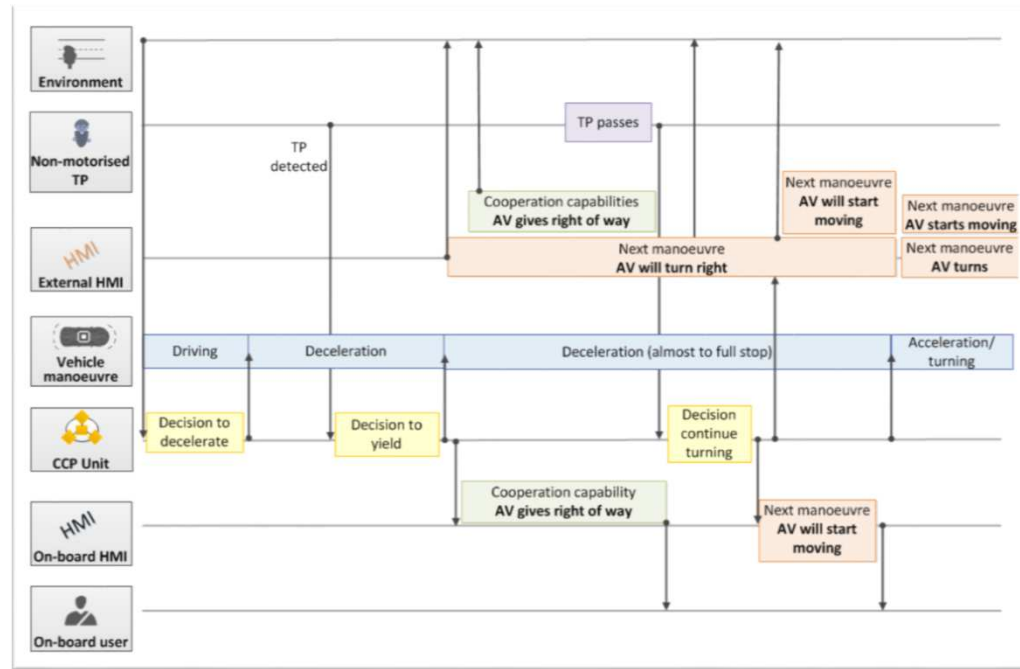 Environment
TP passes
Non-motorised
TP
TP
detected
Next manoeuvre
AV will start
moving
Cooperation capabilities
AV gives right of way
Next manoeuvre
AV starts moving
HMI
External HMI
Next manoeuvre
AV will turn right
Next manoeuvre
AV turns
Vehicle
manoeuvre
Driving
Deceleration
Deceleration (almost to full stop)
Acceleration/
turning
CCP Unit
Decision to
decelerate
Decision to
yield
Decision
continue
turning
HMI
On-board HMI
Cooperation capability
AV gives right of way
Next manoeuvre
AV will start
moving
On-board user